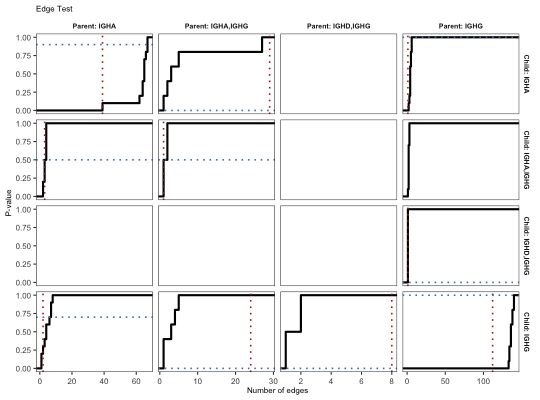 Edge Test
Parent: IGHA
Parent: IGHA,IGHG
Parent: IGHD,IGHG
Parent: IGHG
1.00
0.75
0.50
0.25
0.00
Child: IGHA
1.00
0.75
0.50
0.25
0.00
Child: IGHA,IGHG
P-value
1.00
0.75
0.50
0.25
0.00
Child: IGHD,IGHG
1.00
0.75
0.50
0.25
0.00
Child: IGHG
0 20 40 60
0 10 20 30
0 2 4 6 8
0 50 100
Number of edges